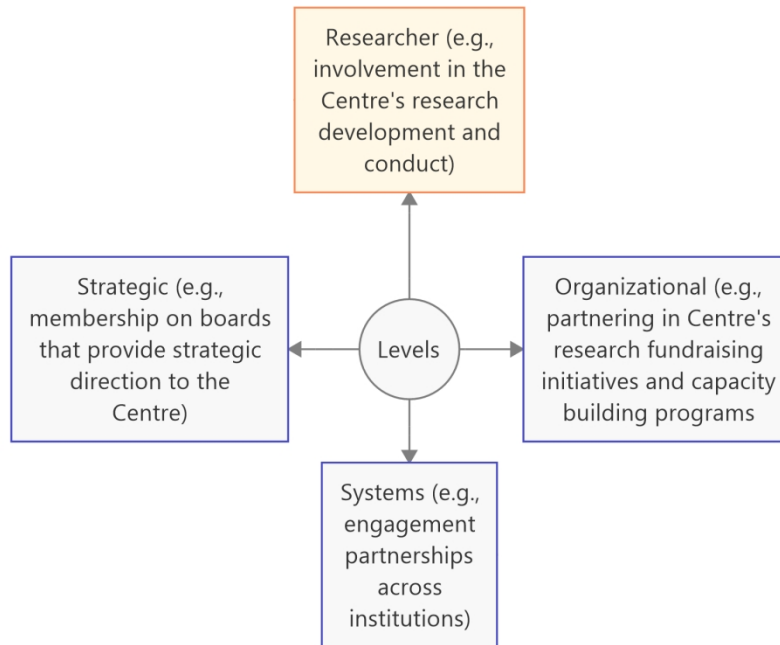 Researcher (e.g.,
involvement in the
Centre's research
development and
conduct)
Strategic (e.g.,
membership on boards
that provide strategic
direction to the
Centre)
Levels
Organizational (e.g.,
partnering in Centre's
research fundraising
initiatives and capacity
building programs
Systems (e.g.,
engagement
partnerships
across
institutions)